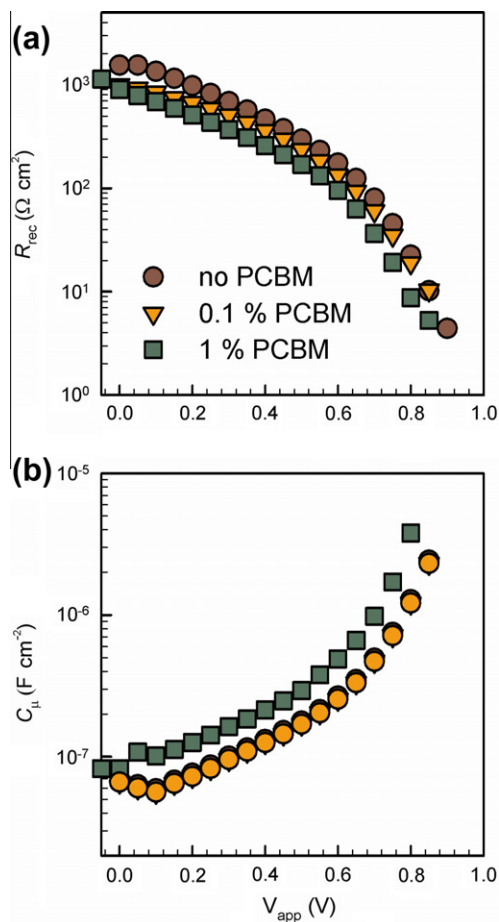 (a)
10³
10²
10¹
10⁰
R_rec (Ω cm²)
no PCBM
0.1 % PCBM
1 % PCBM
0.0 0.2 0.4 0.6 0.8 1.0
(b)
10⁻⁵
10⁻⁶
10⁻⁷
C_μ (F cm⁻²)
0.0 0.2 0.4 0.6 0.8 1.0
V_app (V)